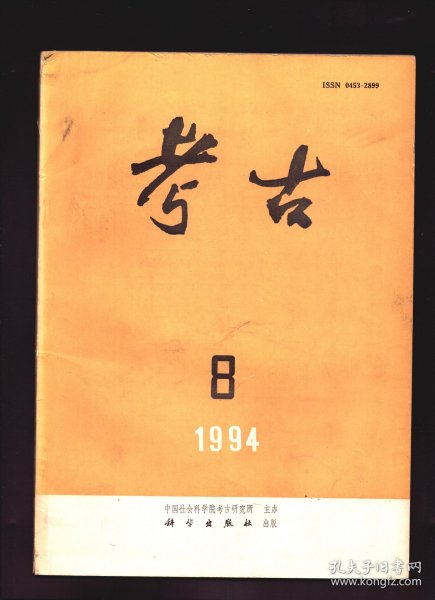 ISSN 0453-2899
考古
8
1994
中国社会科学院考古研究所 主办
科学出版社 出版
孔夫子旧书网
www.kongfz.com